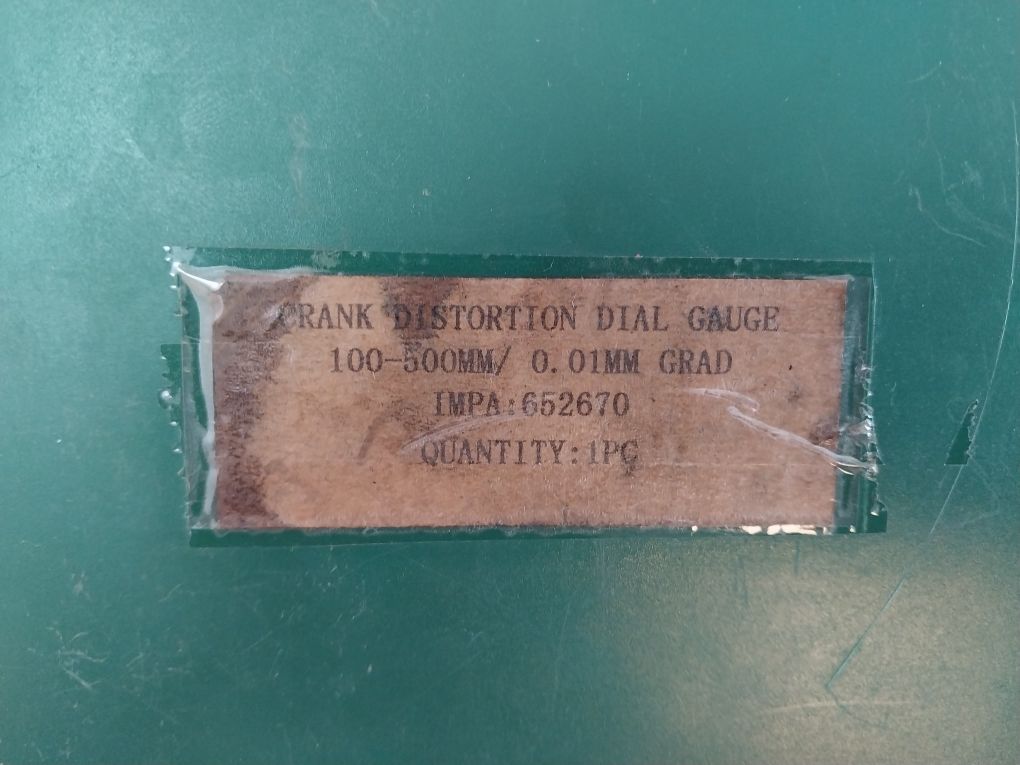 CRANK DISTORTION DIAL GAUGE
100-500MM/ 0.01MM GRAD
IMPA:652670
QUANTITY:1PC